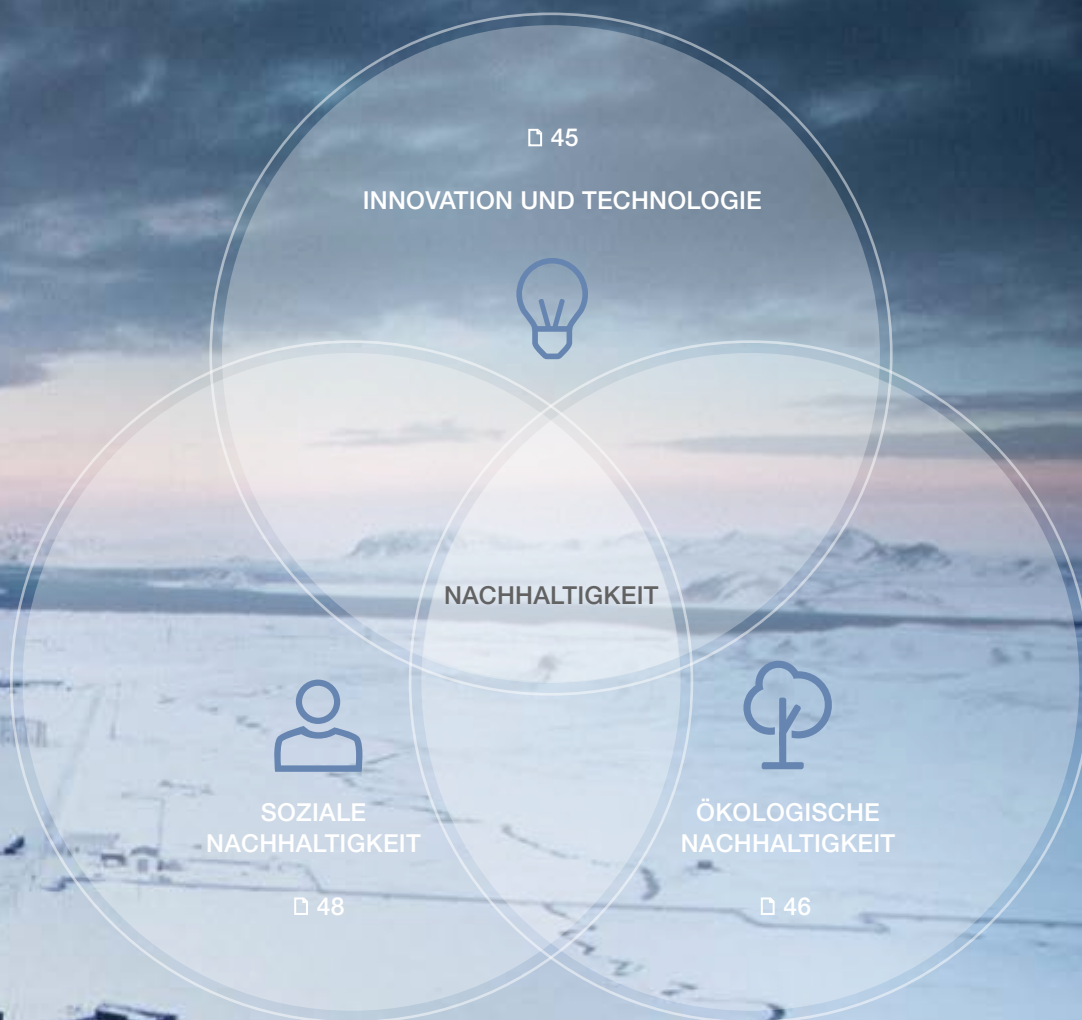 45
INNOVATION UND TECHNOLOGIE
NACHHALTIGKEIT
SOZIALE
NACHHALTIGKEIT
48
ÖKOLOGISCHE
NACHHALTIGKEIT
46